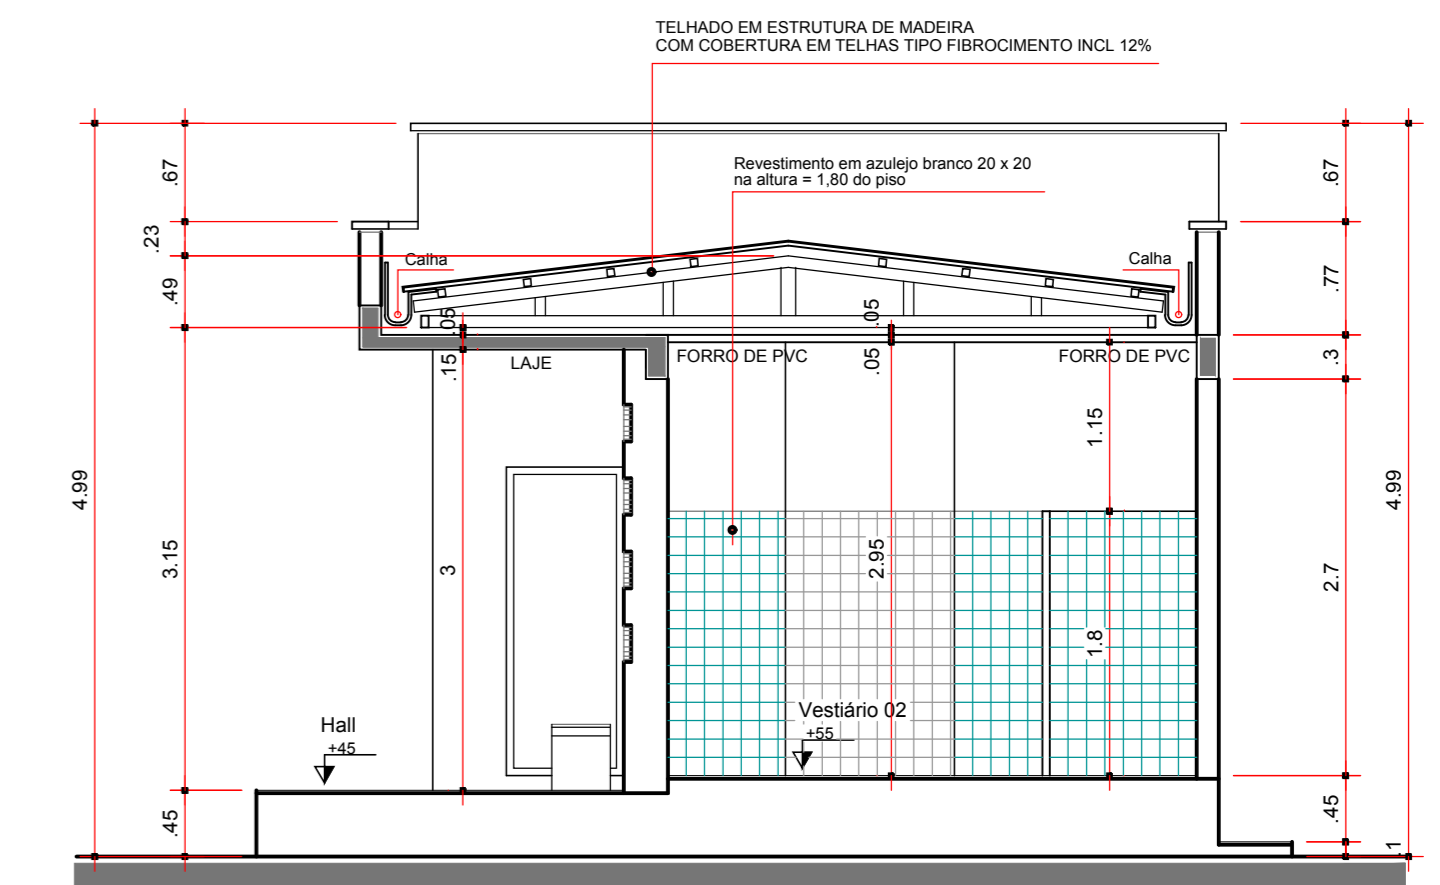 TELHADO EM ESTRUTURA DE MADEIRA
COM COBERTURA EM TELHAS TIPO FIBROCIMENTO INCL 12%
Revestimento em azulejo branco 20 x 20
na altura = 1,80 do piso
.67
.23
.49
3.15
.45
4.99
Calha
Calha
.05
.15
LAJE
FORRO DE PVC
FORRO DE PVC
.05
.05
3
2.95
1.15
1.8
Hall
+45
Vestiário 02
+55
.67
.77
.3
2.7
.45
.1
4.99